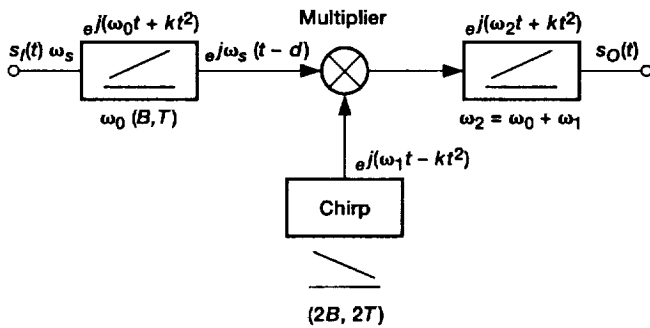 Multiplier
e^j(ω₀t + kt²)
e^j(ω₂t + kt²)
s_I(t) ω_s
e^jω_s (t – d)
s_O(t)
ω₀ (B,T)
ω₂ = ω₀ + ω₁
e^j(ω₁t – kt²)
Chirp
(2B, 2T)